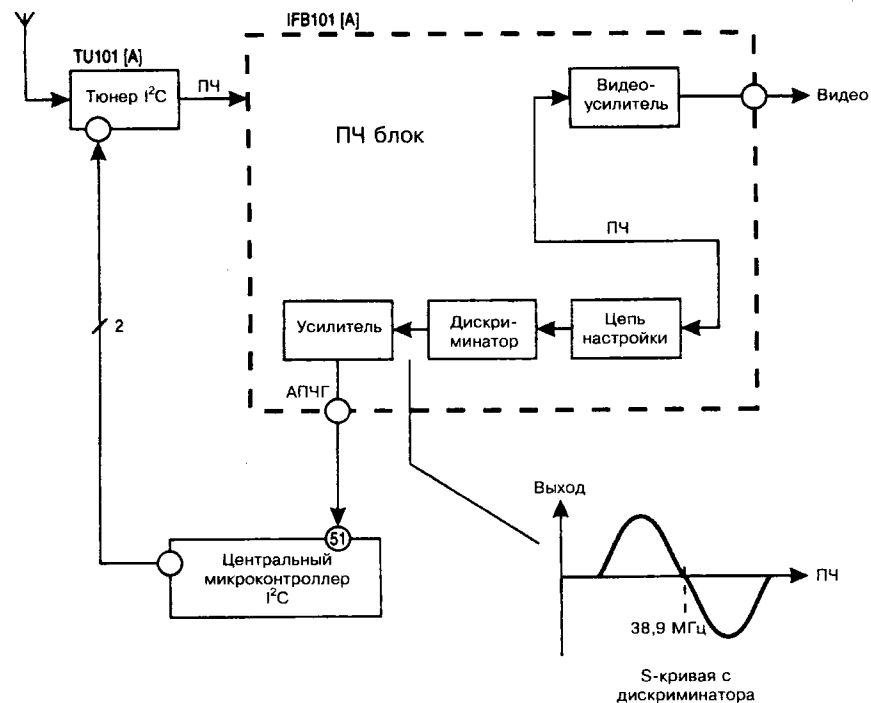 IFB101 [A]
TU101 [A]
Тюнер I²C
ПЧ
Видео-
усилитель
Видео
ПЧ блок
ПЧ
2
Усилитель
Дискри-
минатор
Цепь
настройки
АПЧГ
51
Центральный
микроконтроллер
I²C
Выход
ПЧ
38,9 МГц
S-кривая с
дискриминатора